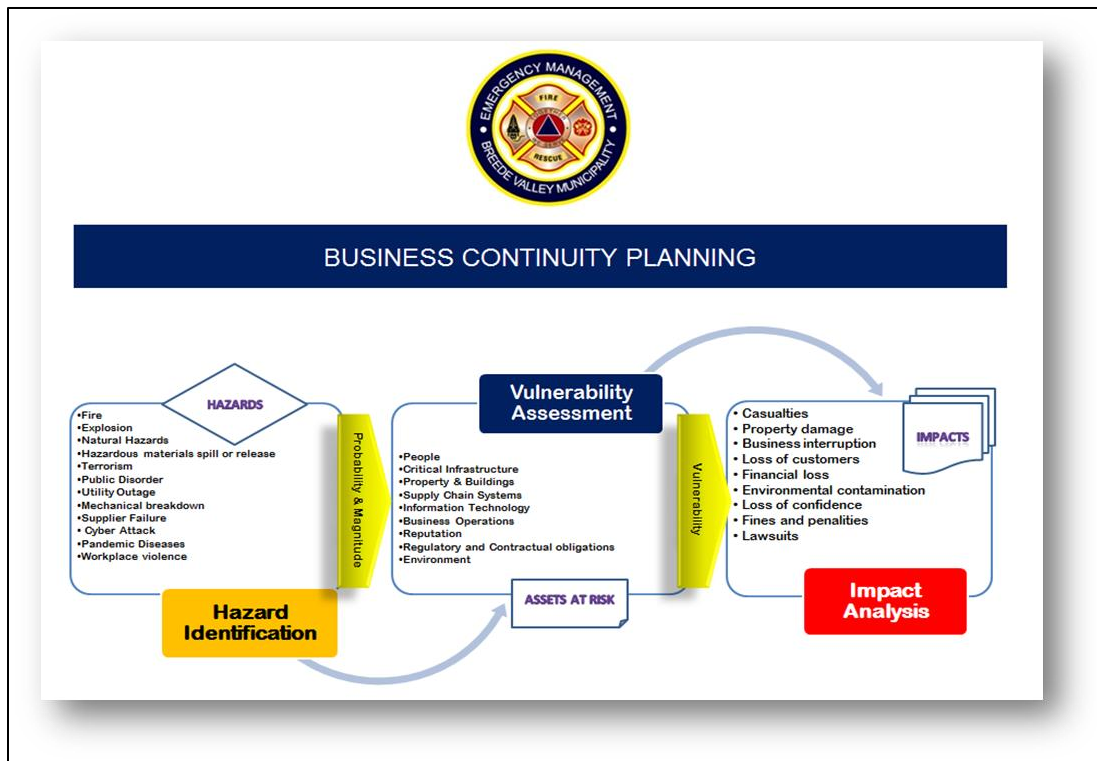 EMERGENCY MANAGEMENT
FIRE
RESCUE
BREEDE VALLEY MUNICIPALITY
BUSINESS CONTINUITY PLANNING
HAZARDS
•Fire
•Explosion
•Natural Hazards
•Hazardous materials spill or release
•Terrorism
•Public Disorder
•Utility Outage
•Mechanical breakdown
•Supplier Failure
• Cyber Attack
•Pandemic Diseases
•Workplace violence
Hazard
Identification
Probability & Magnitude
Vulnerability
Assessment
•People
•Critical Infrastructure
•Property & Buildings
•Supply Chain Systems
•Information Technology
•Business Operations
•Reputation
•Regulatory and Contractual obligations
•Environment
ASSETS AT RISK
Vulnerability
IMPACTS
• Casualties
• Property damage
• Business interruption
• Loss of customers
• Financial loss
• Environmental contamination
• Loss of confidence
• Fines and penalities
• Lawsuits
Impact
Analysis